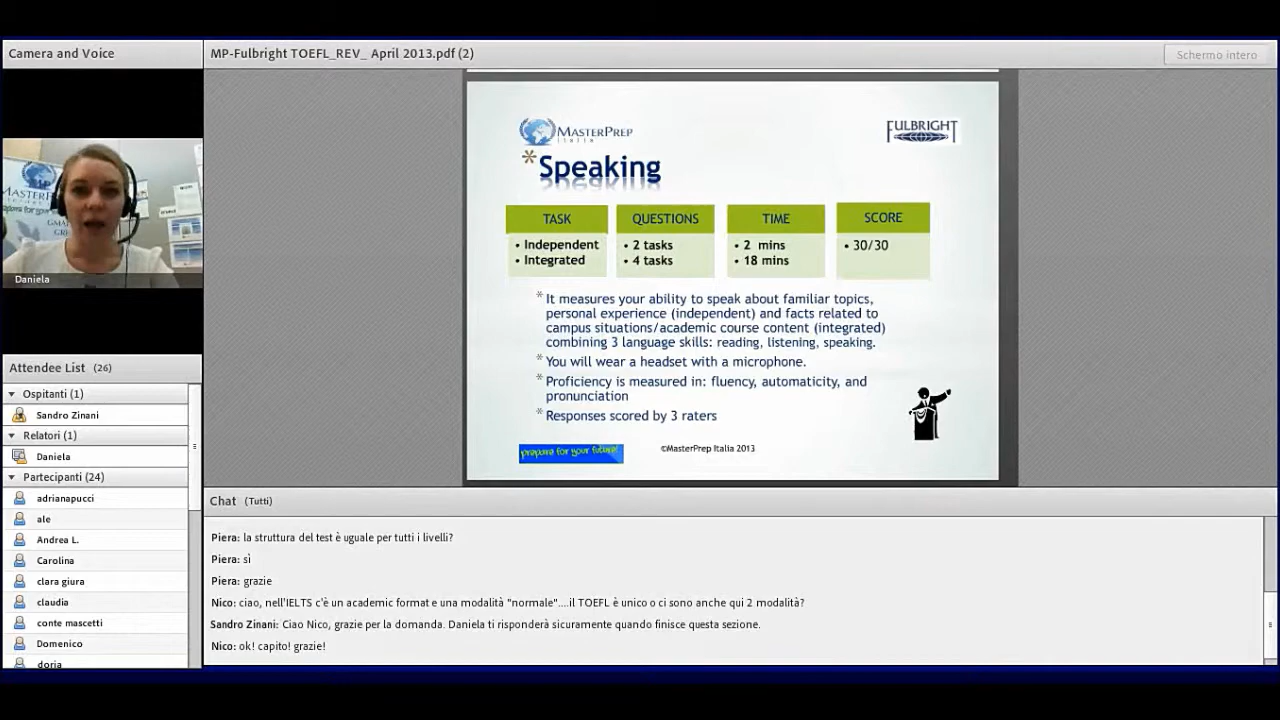 Camera and Voice
MP-Fulbright TOEFL_REV_ April 2013.pdf (2)
Schermo intero
Daniela
MASTERPREP
Italia
FULBRIGHT
*Speaking
TASK
QUESTIONS
TIME
SCORE
• Independent
• 2 tasks
• 2 mins
• 30/30
• Integrated
• 4 tasks
• 18 mins
* It measures your ability to speak about familiar topics,
personal experience (independent) and facts related to
campus situations/academic course content (integrated)
combining 3 language skills: reading, listening, speaking.
* You will wear a headset with a microphone.
* Proficiency is measured in: fluency, automaticity, and
pronunciation
* Responses scored by 3 raters
prepare for your future!
©MasterPrep Italia 2013
Attendee List (26)
Ospitanti (1)
Sandro Zinani
Relatori (1)
Daniela
Partecipanti (24)
adrianapucci
ale
Andrea L.
Carolina
clara giura
claudia
conte mascetti
Domenico
doria
Chat (Tutti)
Piera: la struttura del test è uguale per tutti i livelli?
Piera: sì
Piera: grazie
Nico: ciao, nell'IELTS c'è un academic format e una modalità "normale"....il TOEFL è unico o ci sono anche qui 2 modalità?
Sandro Zinani: Ciao Nico, grazie per la domanda. Daniela ti risponderà sicuramente quando finisce questa sezione.
Nico: ok! capito! grazie!